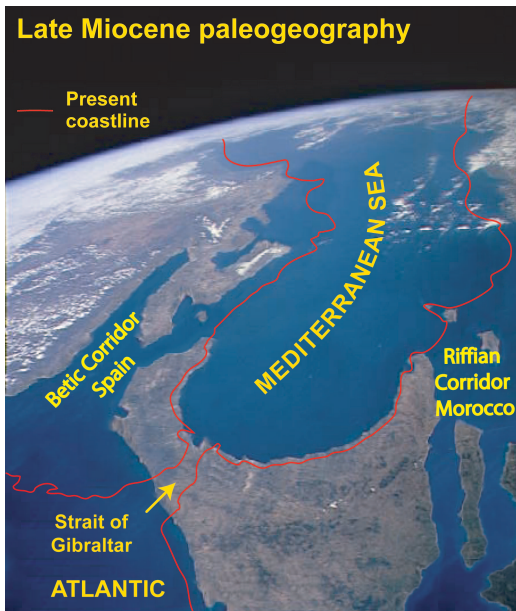 Late Miocene paleogeography
Present
coastline
MEDITERRANEAN SEA
Betic Corridor
Spain
Riffian
Corridor
Morocco
Strait of
Gibraltar
ATLANTIC